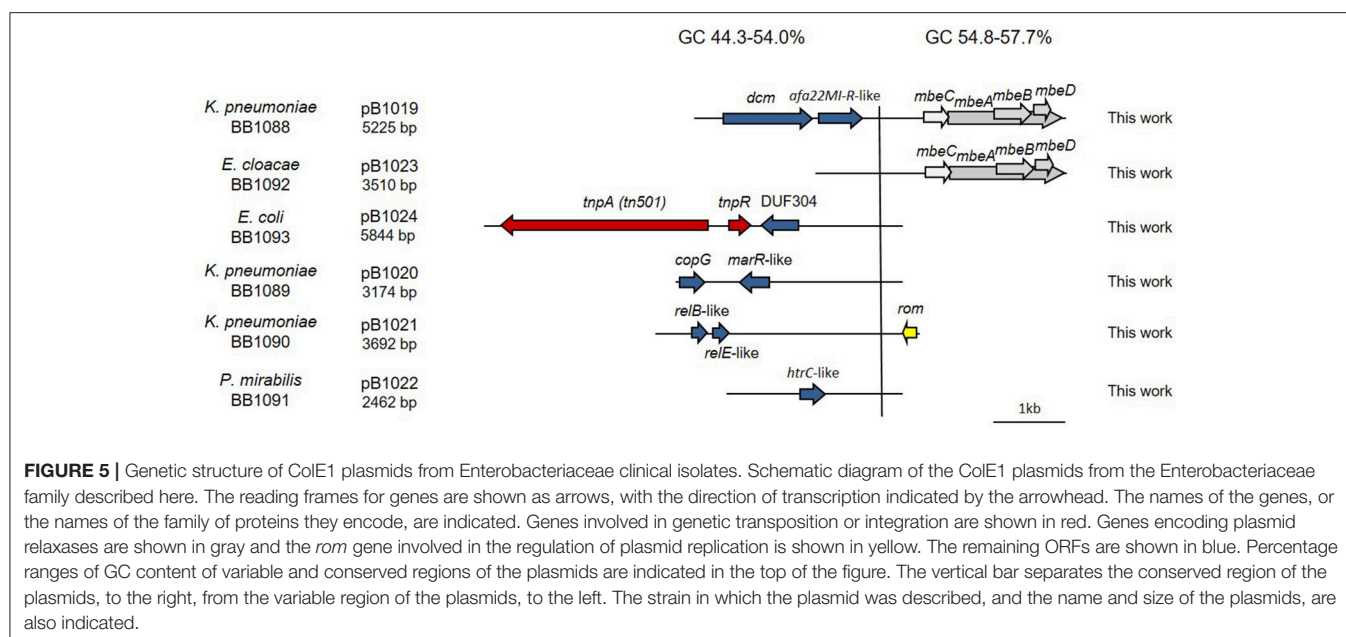 GC 44.3-54.0% GC 54.8-57.7%
K. pneumoniae pB1019 dcm afa22MI-R-like mbeC mbeA mbeB mbeD This work
BB1088 5225 bp
E. cloacae pB1023 mbeC mbeA mbeB mbeD This work
BB1092 3510 bp
E. coli pB1024 tnpA (tn501) tnpR DUF304 This work
BB1093 5844 bp
K. pneumoniae pB1020 copG marR-like This work
BB1089 3174 bp
K. pneumoniae pB1021 relB-like rom This work
BB1090 3692 bp relE-like
P. mirabilis pB1022 htrC-like This work
BB1091 2462 bp
1kb
FIGURE 5 | Genetic structure of ColE1 plasmids from Enterobacteriaceae clinical isolates. Schematic diagram of the ColE1 plasmids from the Enterobacteriaceae
family described here. The reading frames for genes are shown as arrows, with the direction of transcription indicated by the arrowhead. The names of the genes, or
the names of the family of proteins they encode, are indicated. Genes involved in genetic transposition or integration are shown in red. Genes encoding plasmid
relaxases are shown in gray and the rom gene involved in the regulation of plasmid replication is shown in yellow. The remaining ORFs are shown in blue. Percentage
ranges of GC content of variable and conserved regions of the plasmids are indicated in the top of the figure. The vertical bar separates the conserved region of the
plasmids, to the right, from the variable region of the plasmids, to the left. The strain in which the plasmid was described, and the name and size of the plasmids, are
also indicated.